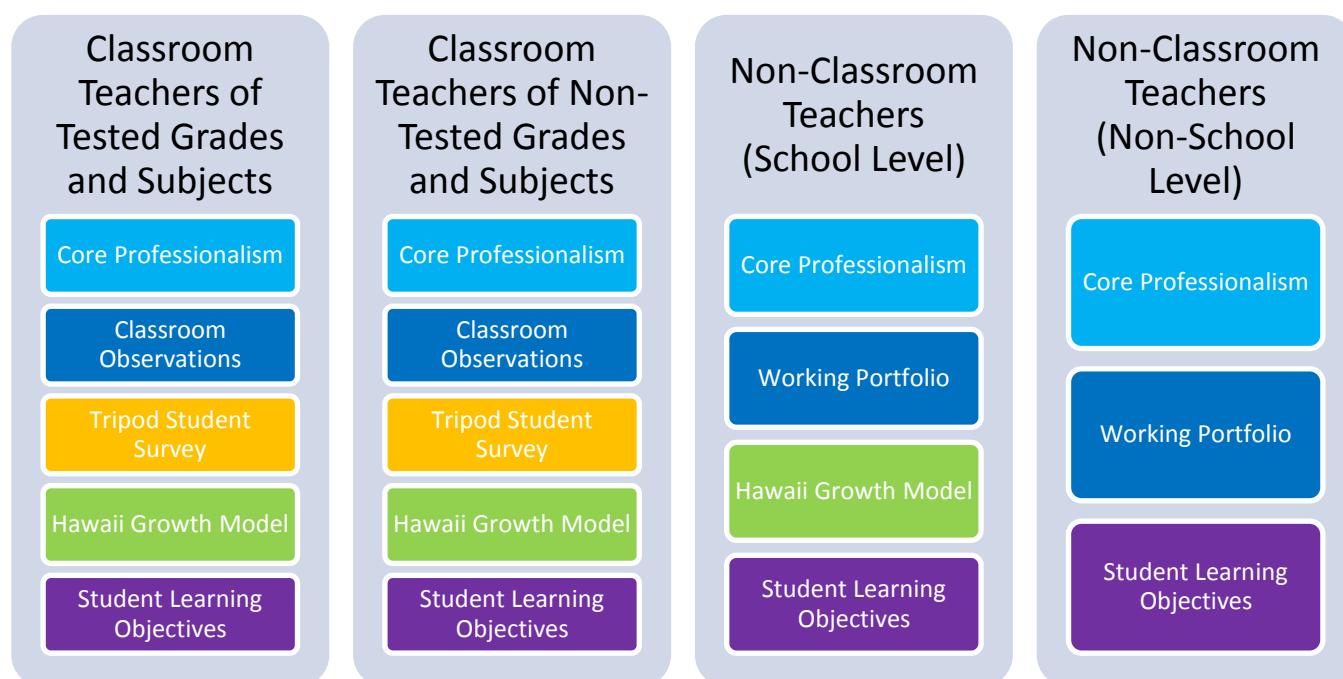 Classroom
Teachers of
Tested Grades
and Subjects
Core Professionalism
Classroom
Observations
Tripod Student
Survey
Hawaii Growth Model
Student Learning
Objectives
Classroom
Teachers of Non-
Tested Grades
and Subjects
Core Professionalism
Classroom
Observations
Tripod Student
Survey
Hawaii Growth Model
Student Learning
Objectives
Non-Classroom
Teachers
(School Level)
Core Professionalism
Working Portfolio
Hawaii Growth Model
Student Learning
Objectives
Non-Classroom
Teachers
(Non-School
Level)
Core Professionalism
Working Portfolio
Student Learning
Objectives